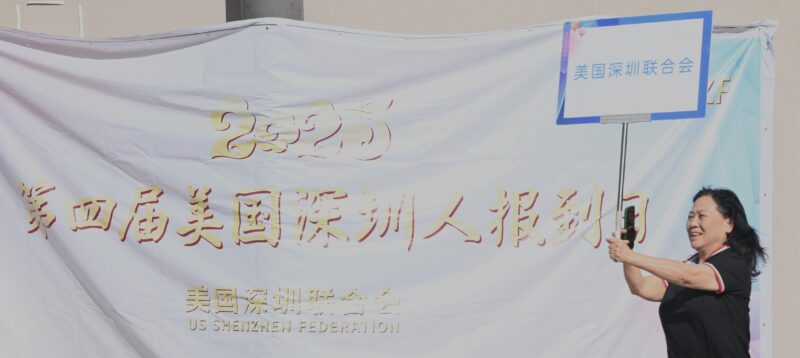 美国深圳联合会
2025
第四届美国深圳人报到日
美国深圳联合会
US SHENZHEN FEDERATION